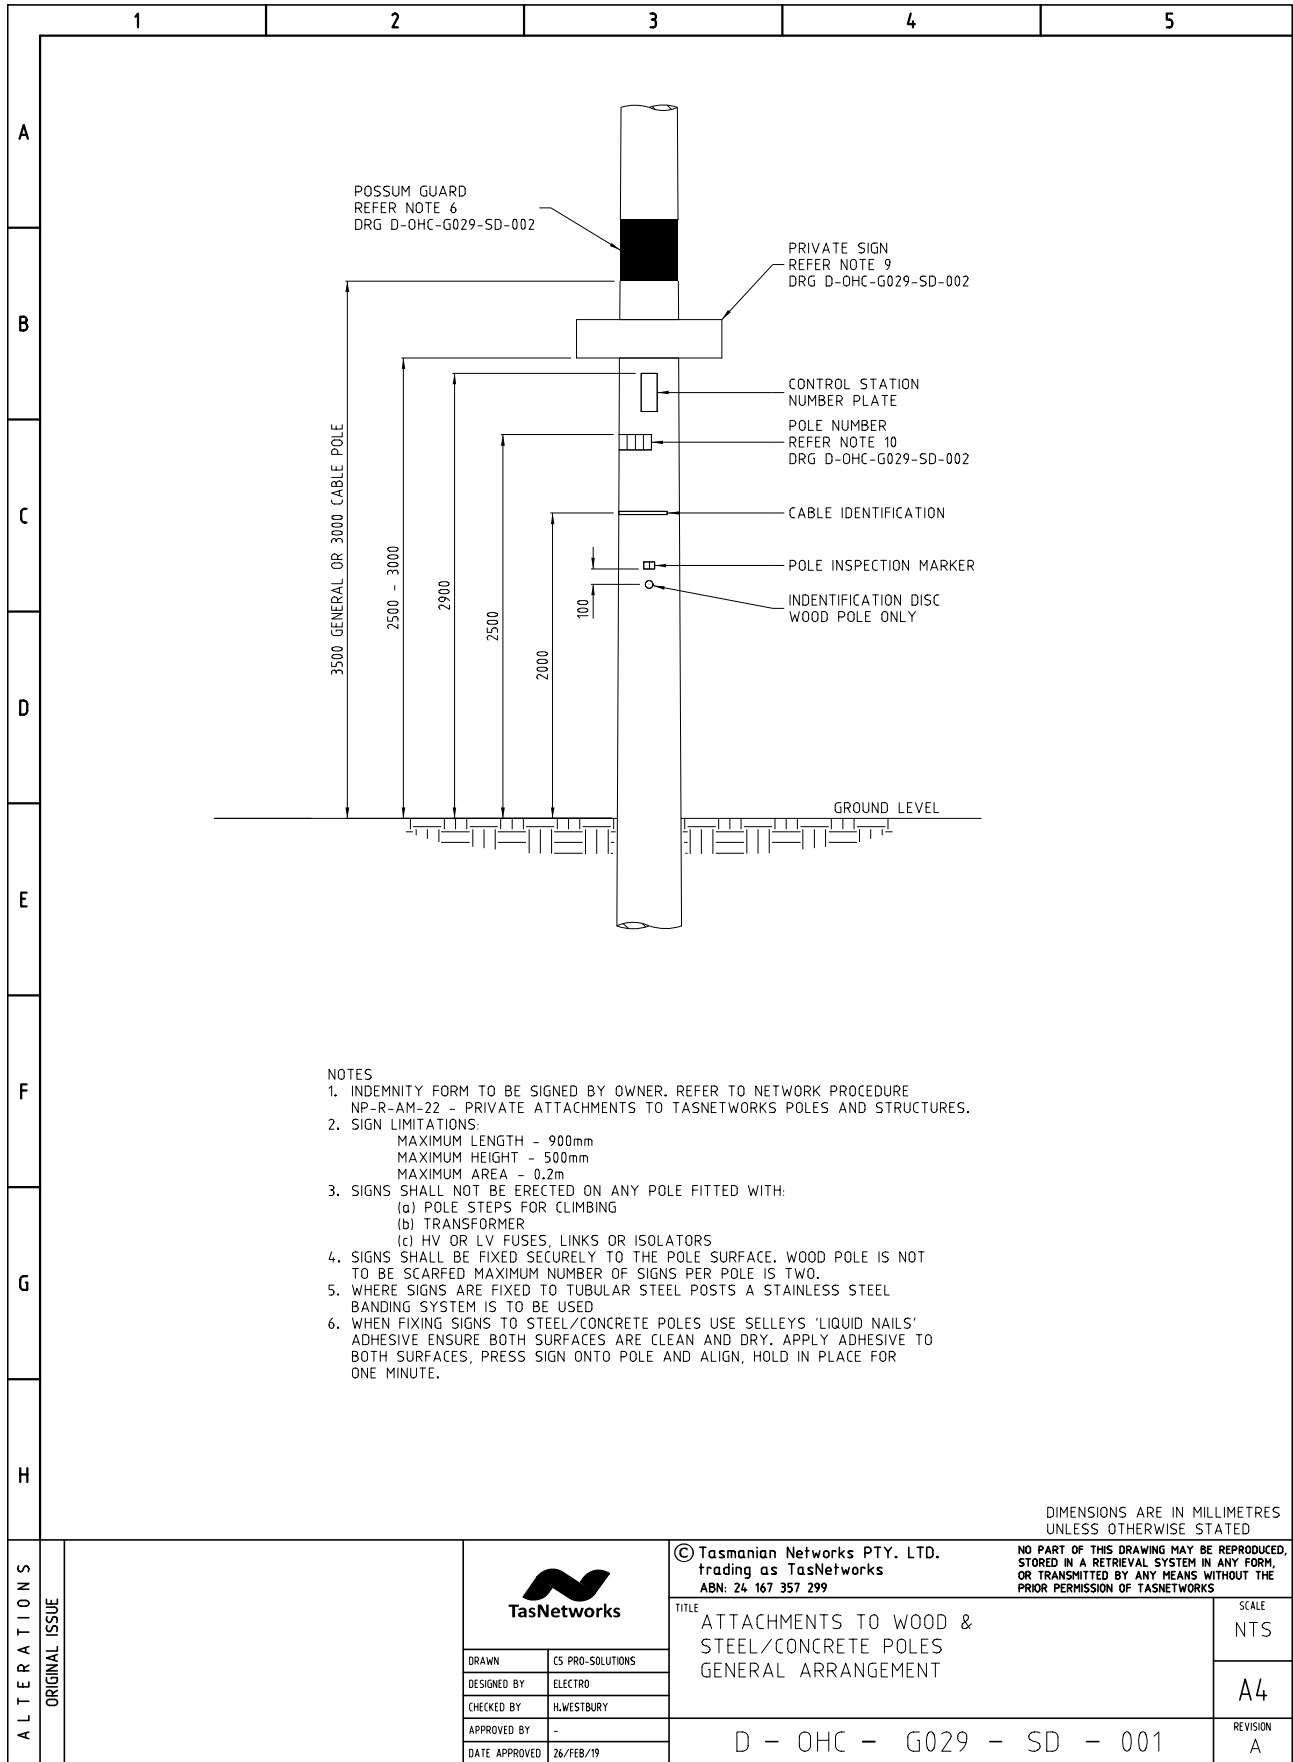 1 2 3 4 5
A
B
C
D
E
F
G
H
POSSUM GUARD
REFER NOTE 6
DRG D-OHC-G029-SD-002
PRIVATE SIGN
REFER NOTE 9
DRG D-OHC-G029-SD-002
CONTROL STATION
NUMBER PLATE
POLE NUMBER
REFER NOTE 10
DRG D-OHC-G029-SD-002
CABLE IDENTIFICATION
POLE INSPECTION MARKER
INDENTIFICATION DISC
WOOD POLE ONLY
3500 GENERAL OR 3000 CABLE POLE
2500 - 3000
2900
2500
2000
100
GROUND LEVEL
NOTES
1. INDEMNITY FORM TO BE SIGNED BY OWNER. REFER TO NETWORK PROCEDURE
NP-R-AM-22 - PRIVATE ATTACHMENTS TO TASNETWORKS POLES AND STRUCTURES.
2. SIGN LIMITATIONS:
MAXIMUM LENGTH - 900mm
MAXIMUM HEIGHT - 500mm
MAXIMUM AREA - 0.2m
3. SIGNS SHALL NOT BE ERECTED ON ANY POLE FITTED WITH:
(a) POLE STEPS FOR CLIMBING
(b) TRANSFORMER
(c) HV OR LV FUSES, LINKS OR ISOLATORS
4. SIGNS SHALL BE FIXED SECURELY TO THE POLE SURFACE. WOOD POLE IS NOT
TO BE SCARFED MAXIMUM NUMBER OF SIGNS PER POLE IS TWO.
5. WHERE SIGNS ARE FIXED TO TUBULAR STEEL POSTS A STAINLESS STEEL
BANDING SYSTEM IS TO BE USED
6. WHEN FIXING SIGNS TO STEEL/CONCRETE POLES USE SELLEYS 'LIQUID NAILS'
ADHESIVE ENSURE BOTH SURFACES ARE CLEAN AND DRY. APPLY ADHESIVE TO
BOTH SURFACES, PRESS SIGN ONTO POLE AND ALIGN, HOLD IN PLACE FOR
ONE MINUTE.
DIMENSIONS ARE IN MILLIMETRES
UNLESS OTHERWISE STATED
ALTERATIONS
ORIGINAL ISSUE
TasNetworks
DRAWN C5 PRO-SOLUTIONS
DESIGNED BY ELECTRO
CHECKED BY H.WESTBURY
APPROVED BY -
DATE APPROVED 26/FEB/19
© Tasmanian Networks PTY. LTD.
trading as TasNetworks
ABN: 24 167 357 299
NO PART OF THIS DRAWING MAY BE REPRODUCED,
STORED IN A RETRIEVAL SYSTEM IN ANY FORM,
OR TRANSMITTED BY ANY MEANS WITHOUT THE
PRIOR PERMISSION OF TASNETWORKS
TITLE
ATTACHMENTS TO WOOD &
STEEL/CONCRETE POLES
GENERAL ARRANGEMENT
SCALE
NTS
A4
D - OHC - G029 - SD - 001
REVISION
A